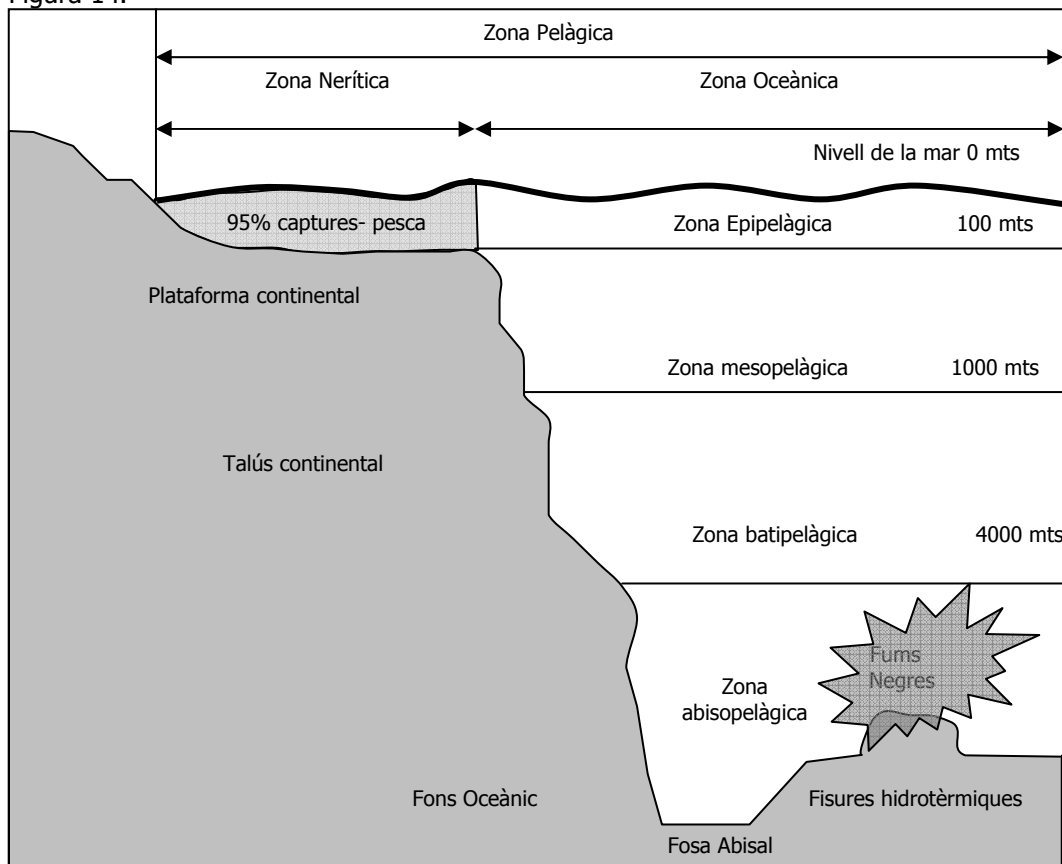 Zona Pelàgica
Zona Nerítica
Zona Oceànica
Nivell de la mar 0 mts
95% captures- pesca
Zona Epipelàgica
100 mts
Plataforma continental
Zona mesopelàgica
1000 mts
Talús continental
Zona batipelàgica
4000 mts
Fums
Negres
Zona
abisopelàgica
Fons Oceànic
Fisures hidrotèrmiques
Fosa Abisal